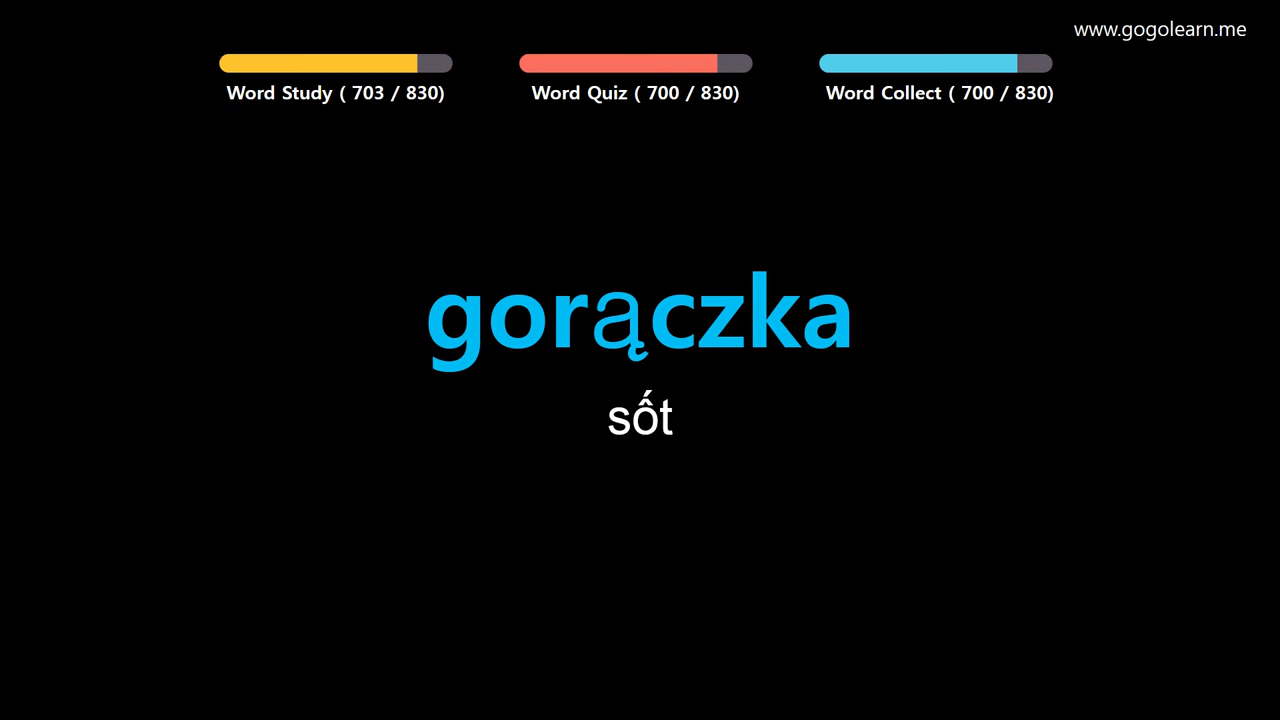 www.gogolearn.me
Word Study ( 703 / 830)
Word Quiz ( 700 / 830)
Word Collect ( 700 / 830)
gorączka
sốt